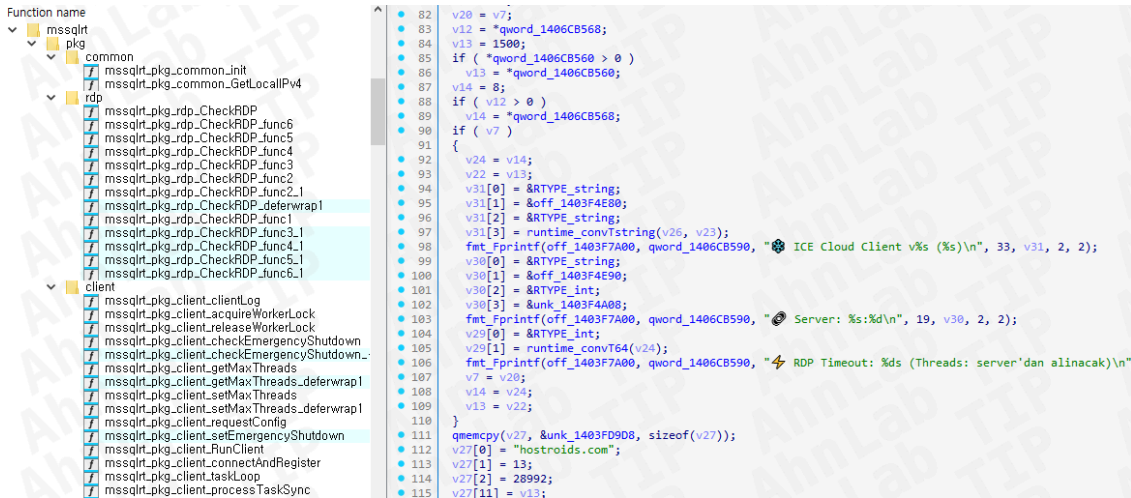 Function name
mssqlrt
pkg
common
mssqlrt_pkg_common_init
mssqlrt_pkg_common_GetLocalIPv4
rdp
mssqlrt_pkg_rdp_CheckRDP
mssqlrt_pkg_rdp_CheckRDP_func6
mssqlrt_pkg_rdp_CheckRDP_func5
mssqlrt_pkg_rdp_CheckRDP_func4
mssqlrt_pkg_rdp_CheckRDP_func3
mssqlrt_pkg_rdp_CheckRDP_func2
mssqlrt_pkg_rdp_CheckRDP_func2_1
mssqlrt_pkg_rdp_CheckRDP_deferwrap1
mssqlrt_pkg_rdp_CheckRDP_func1
mssqlrt_pkg_rdp_CheckRDP_func3_1
mssqlrt_pkg_rdp_CheckRDP_func4_1
mssqlrt_pkg_rdp_CheckRDP_func5_1
mssqlrt_pkg_rdp_CheckRDP_func6_1
client
mssqlrt_pkg_client_clientLog
mssqlrt_pkg_client_acquireWorkerLock
mssqlrt_pkg_client_releaseWorkerLock
mssqlrt_pkg_client_checkEmergencyShutdown
mssqlrt_pkg_client_checkEmergencyShutdown_
mssqlrt_pkg_client_getMaxThreads
mssqlrt_pkg_client_getMaxThreads_deferwrap1
mssqlrt_pkg_client_setMaxThreads
mssqlrt_pkg_client_setMaxThreads_deferwrap1
mssqlrt_pkg_client_requestConfig
mssqlrt_pkg_client_setEmergencyShutdown
mssqlrt_pkg_client_RunClient
mssqlrt_pkg_client_connectAndRegister
mssqlrt_pkg_client_taskLoop
mssqlrt_pkg_client_processTaskSync
82 v20 = v7;
83 v12 = *qword_1406CB568;
84 v13 = 1500;
85 if ( *qword_1406CB560 > 0 )
86 v13 = *qword_1406CB560;
87 v14 = 8;
88 if ( v12 > 0 )
89 v14 = *qword_1406CB568;
90 if ( v7 )
91 {
92 v24 = v14;
93 v22 = v13;
94 v31[0] = &RTYPE_string;
95 v31[1] = &off_1403F4E80;
96 v31[2] = &RTYPE_string;
97 v31[3] = runtime_convTstring(v26, v23);
98 fmt_Fprintf(off_1403F7A00, qword_1406CB590, "❄ ICE Cloud Client v%s (%s)\n", 33, v31, 2, 2);
99 v30[0] = &RTYPE_string;
100 v30[1] = &off_1403F4E90;
101 v30[2] = &RTYPE_int;
102 v30[3] = &unk_1403F4A08;
103 fmt_Fprintf(off_1403F7A00, qword_1406CB590, "🔗 Server: %s:%d\n", 19, v30, 2, 2);
104 v29[0] = &RTYPE_int;
105 v29[1] = runtime_convT64(v24);
106 fmt_Fprintf(off_1403F7A00, qword_1406CB590, "⚡ RDP Timeout: %ds (Threads: server'dan alinacak)\n"
107 v7 = v20;
108 v14 = v24;
109 v13 = v22;
110 }
111 qmemcpy(v27, &unk_1403FD9D8, sizeof(v27));
112 v27[0] = "hostroids.com";
113 v27[1] = 13;
114 v27[2] = 28992;
115 v27[11] = v13;
AhnLab TIP